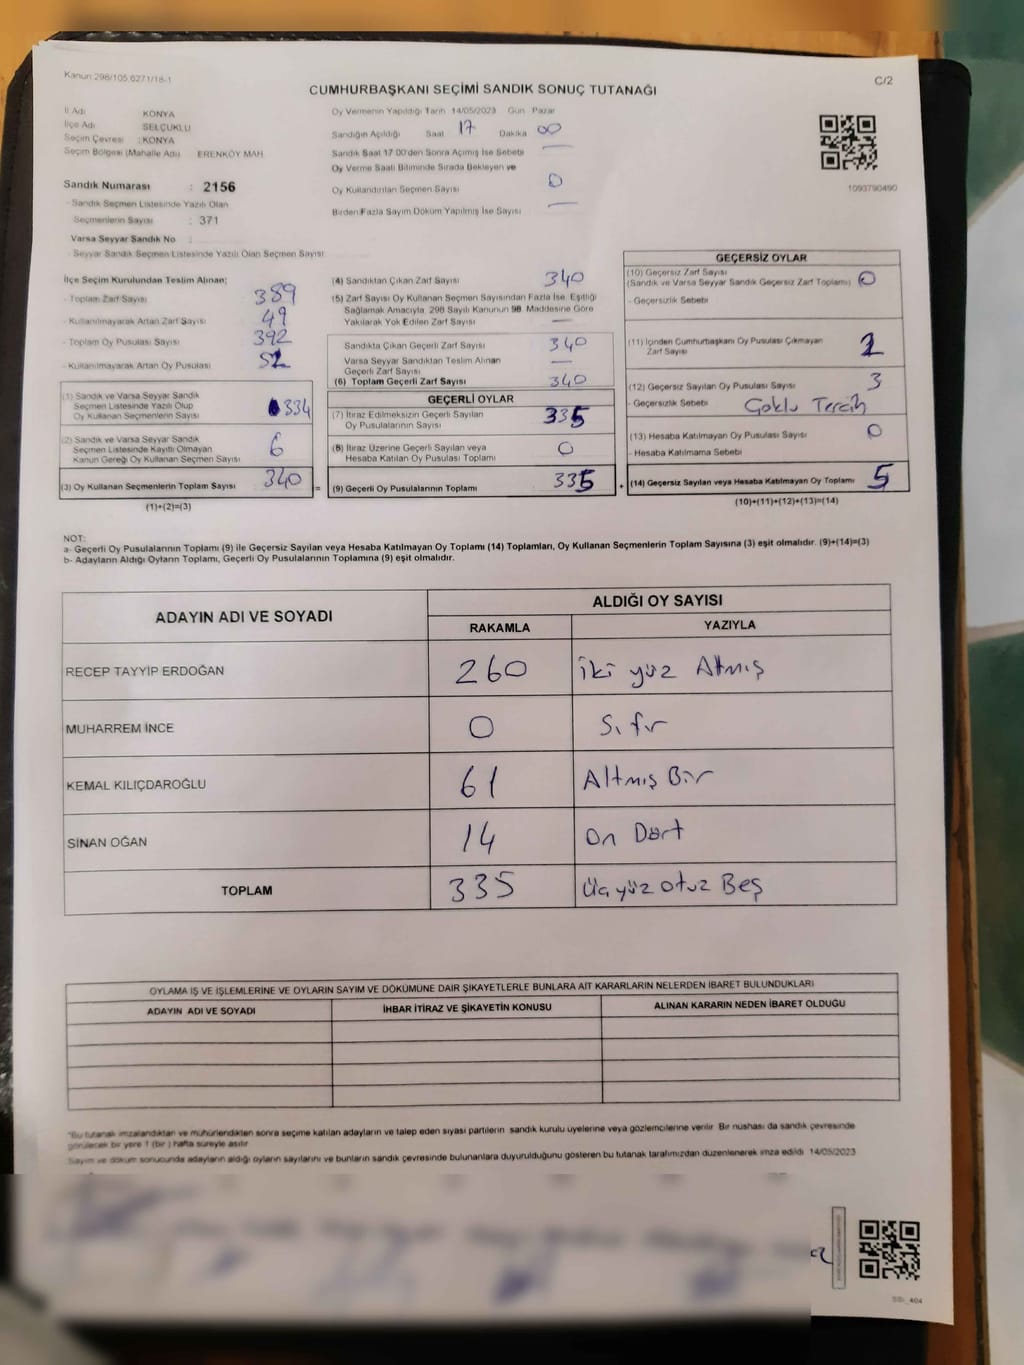 Kanun:298/105,6271/18-1
C/2
CUMHURBAŞKANI SEÇİMİ SANDIK SONUÇ TUTANAĞI
İl Adı KONYA
İlçe Adı SELÇUKLU
Seçim Çevresi : KONYA
Seçim Bölgesi (Mahalle Adı) ERENKÖY MAH
Sandık Numarası : 2156
- Sandık Seçmen Listesinde Yazılı Olan
Seçmenlerin Sayısı : 371
Varsa Seyyar Sandık No :
- Seyyar Sandık Seçmen Listesinde Yazılı Olan Seçmen Sayısı:
Oy Vermenin Yapıldığı Tarih 14/05/2023 Gün Pazar
Sandığın Açıldığı Saat 17 Dakika 00
Sandık Saat 17:00'den Sonra Açılmış İse Sebebi —
Oy Verme Saati Bitiminde Sırada Bekleyen ve
Oy Kullandırılan Seçmen Sayısı 0
Birden Fazla Sayım Döküm Yapılmış İse Sayısı —
1093790490
İlçe Seçim Kurulundan Teslim Alınan;
- Toplam Zarf Sayısı 389
- Kullanılmayarak Artan Zarf Sayısı 49
- Toplam Oy Pusulası Sayısı 392
- Kullanılmayarak Artan Oy Pusulası 52
(1) Sandık ve Varsa Seyyar Sandık
Seçmen Listesinde Yazılı Olup
Oy Kullanan Seçmenlerin Sayısı 334
(2) Sandık ve Varsa Seyyar Sandık
Seçmen Listesinde Kayıtlı Olmayan
Kanun Gereği Oy Kullanan Seçmen Sayısı 6
(3) Oy Kullanan Seçmenlerin Toplam Sayısı 340 =
(1)+(2)=(3)
(4) Sandıktan Çıkan Zarf Sayısı 340
(5) Zarf Sayısı Oy Kullanan Seçmen Sayısından Fazla İse, Eşitliği
Sağlamak Amacıyla, 298 Sayılı Kanunun 98. Maddesine Göre
Yakılarak Yok Edilen Zarf Sayısı —
Sandıkta Çıkan Geçerli Zarf Sayısı 340
Varsa Seyyar Sandıktan Teslim Alınan
Geçerli Zarf Sayısı —
(6) Toplam Geçerli Zarf Sayısı 340
GEÇERLİ OYLAR
(7) İtiraz Edilmeksizin Geçerli Sayılan
Oy Pusulalarının Sayısı 335
(8) İtiraz Üzerine Geçerli Sayılan veya
Hesaba Katılan Oy Pusulası Toplamı 0
(9) Geçerli Oy Pusulalarının Toplamı 335 +
GEÇERSİZ OYLAR
(10) Geçersiz Zarf Sayısı
(Sandık ve Varsa Seyyar Sandık Geçersiz Zarf Toplamı) 0
- Geçersizlik Sebebi
(11) İçinden Cumhurbaşkanı Oy Pusulası Çıkmayan
Zarf Sayısı 2
(12) Geçersiz Sayılan Oy Pusulası Sayısı 3
- Geçersizlik Sebebi Çoklu Tercih
(13) Hesaba Katılmayan Oy Pusulası Sayısı 0
- Hesaba Katılmama Sebebi
(14) Geçersiz Sayılan veya Hesaba Katılmayan Oy Toplamı 5
(10)+(11)+(12)+(13)=(14)
NOT:
a- Geçerli Oy Pusulalarının Toplamı (9) ile Geçersiz Sayılan veya Hesaba Katılmayan Oy Toplamı (14) Toplamları, Oy Kullanan Seçmenlerin Toplam Sayısına (3) eşit olmalıdır. (9)+(14)=(3)
b- Adayların Aldığı Oyların Toplamı, Geçerli Oy Pusulalarının Toplamına (9) eşit olmalıdır.
ADAYIN ADI VE SOYADI ALDIĞI OY SAYISI
RAKAMLA YAZIYLA
RECEP TAYYİP ERDOĞAN 260 İki yüz Altmış
MUHARREM İNCE 0 Sıfır
KEMAL KILIÇDAROĞLU 61 Altmış Bir
SİNAN OĞAN 14 On Dört
TOPLAM 335 Üçyüz otuz Beş
OYLAMA İŞ VE İŞLEMLERİNE VE OYLARIN SAYIM VE DÖKÜMÜNE DAİR ŞİKAYETLERLE BUNLARA AİT KARARLARIN NELERDEN İBARET BULUNDUKLARI
ADAYIN ADI VE SOYADI İHBAR İTİRAZ VE ŞİKAYETİN KONUSU ALINAN KARARIN NEDEN İBARET OLDUĞU
*Bu tutanak imzalandıktan ve mühürlendikten sonra seçime katılan adayların ve talep eden siyasi partilerin sandık kurulu üyelerine veya gözlemcilerine verilir. Bir nüshası da sandık çevresinde
görülecek bir yere 1 (bir) hafta süreyle asılır
Sayım ve döküm sonucunda adayların aldığı oyların sayılarını ve bunların sandık çevresinde bulunanlara duyurulduğunu gösteren bu tutanak tarafımızdan düzenlenerek imza edildi 14/05/2023